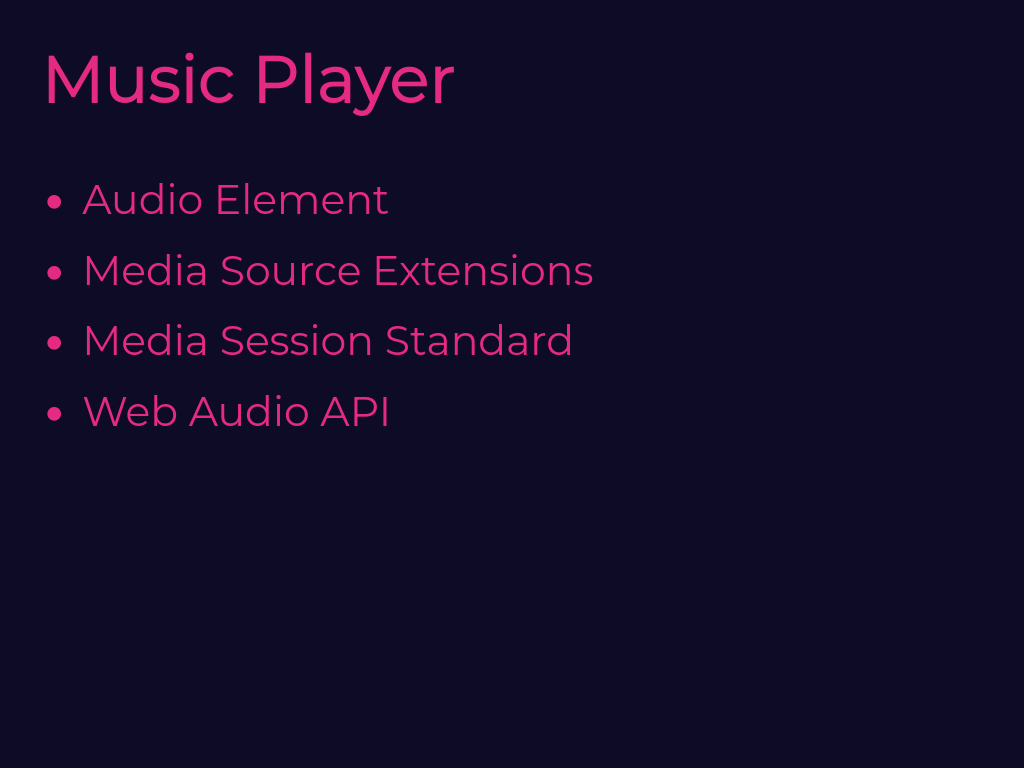 Music Player
• Audio Element
• Media Source Extensions
• Media Session Standard
• Web Audio API